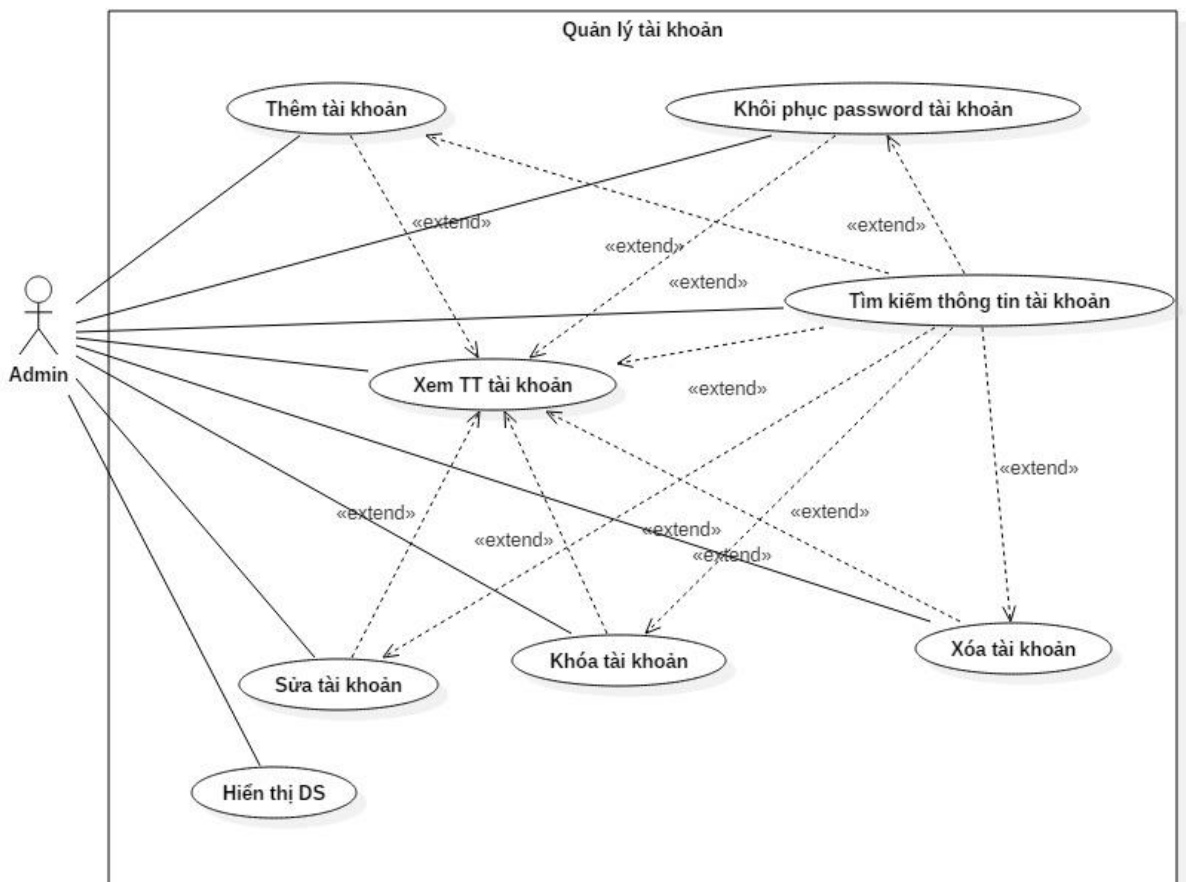 Quản lý tài khoản
Thêm tài khoản
Khôi phục password tài khoản
«extend»
«extend»
«extend»
«extend»
Tìm kiếm thông tin tài khoản
Admin
Xem TT tài khoản
«extend»
«extend»
«extend»
«extend»
«extend»
«extend»
«extend»
Sửa tài khoản
Khóa tài khoản
Xóa tài khoản
Hiển thị DS